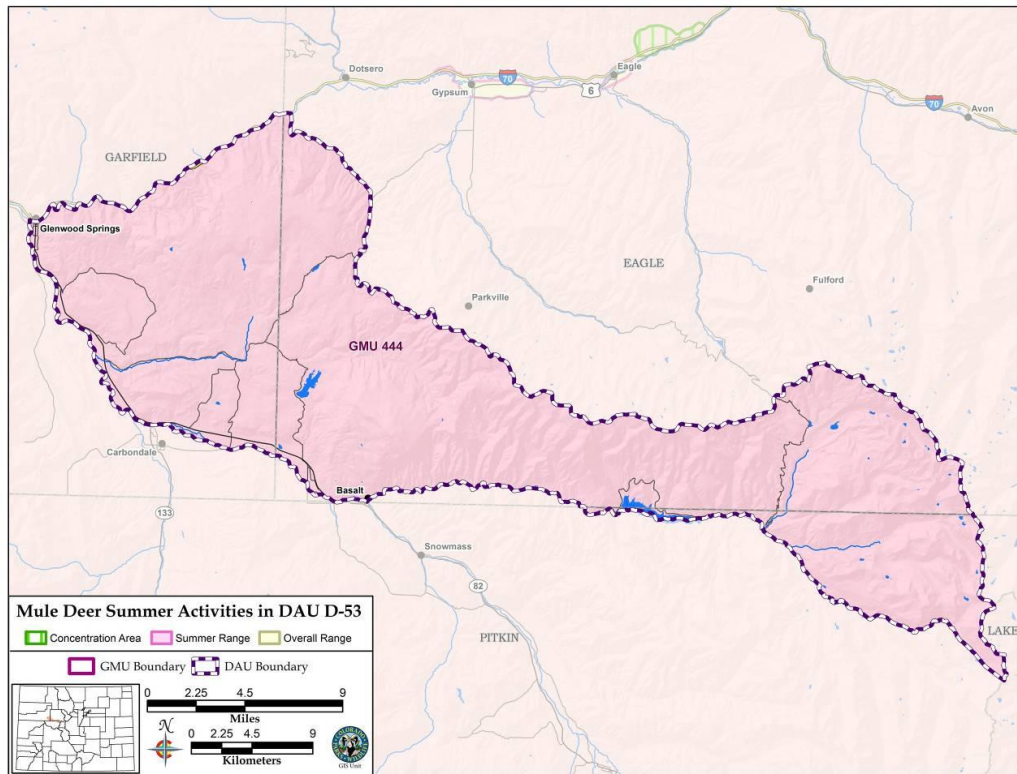 Dotsero
Gypsum
70
Eagle
6
70
Avon
GARFIELD
Glenwood Springs
EAGLE
Fulford
Parkville
GMU 444
Carbondale
Basalt
133
Snowmass
82
PITKIN
LAKE
Mule Deer Summer Activities in DAU D-53
Concentration Area Summer Range Overall Range
GMU Boundary DAU Boundary
0 2.25 4.5 9
Miles
N
0 2.25 4.5 9
Kilometers
GIS Unit